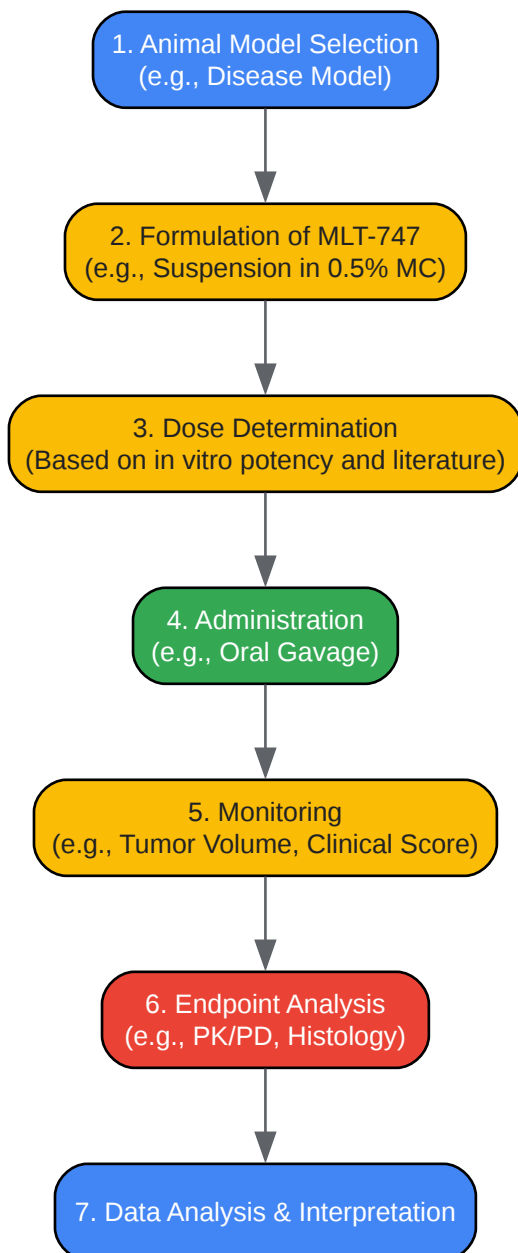 1. Animal Model Selection
(e.g., Disease Model)
2. Formulation of MLT-747
(e.g., Suspension in 0.5% MC)
3. Dose Determination
(Based on in vitro potency and literature)
4. Administration
(e.g., Oral Gavage)
5. Monitoring
(e.g., Tumor Volume, Clinical Score)
6. Endpoint Analysis
(e.g., PK/PD, Histology)
7. Data Analysis & Interpretation